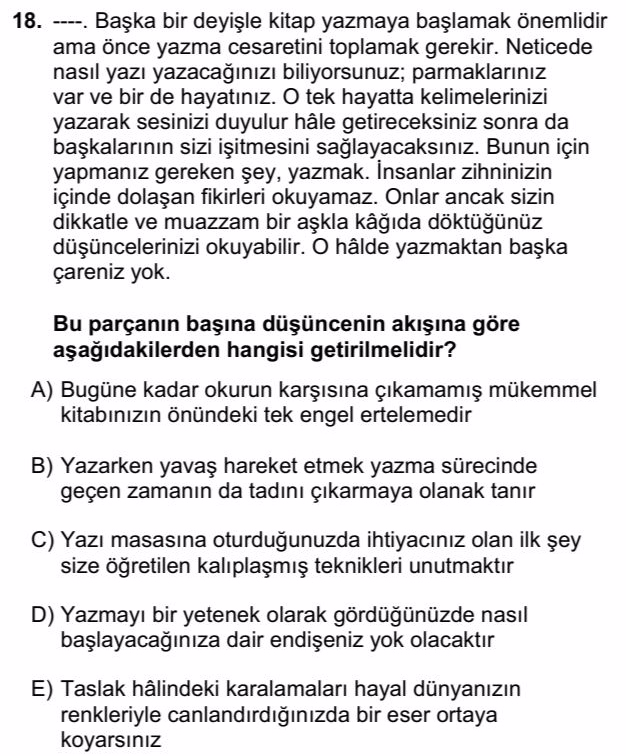 18. ----. Başka bir deyişle kitap yazmaya başlamak önemlidir
ama önce yazma cesaretini toplamak gerekir. Neticede
nasıl yazı yazacağınızı biliyorsunuz; parmaklarınız
var ve bir de hayatınız. O tek hayatta kelimelerinizi
yazarak sesinizi duyulur hâle getireceksiniz sonra da
başkalarının sizi işitmesini sağlayacaksınız. Bunun için
yapmanız gereken şey, yazmak. İnsanlar zihninizin
içinde dolaşan fikirleri okuyamaz. Onlar ancak sizin
dikkatle ve muazzam bir aşkla kâğıda döktüğünüz
düşüncelerinizi okuyabilir. O hâlde yazmaktan başka
çareniz yok.
Bu parçanın başına düşüncenin akışına göre
aşağıdakilerden hangisi getirilmelidir?
A) Bugüne kadar okurun karşısına çıkamamış mükemmel
kitabınızın önündeki tek engel ertelemedir
B) Yazarken yavaş hareket etmek yazma sürecinde
geçen zamanın da tadını çıkarmaya olanak tanır
C) Yazı masasına oturduğunuzda ihtiyacınız olan ilk şey
size öğretilen kalıplaşmış teknikleri unutmaktır
D) Yazmayı bir yetenek olarak gördüğünüzde nasıl
başlayacağınıza dair endişeniz yok olacaktır
E) Taslak hâlindeki karalamaları hayal dünyanızın
renkleriyle canlandırdığınızda bir eser ortaya
koyarsınız